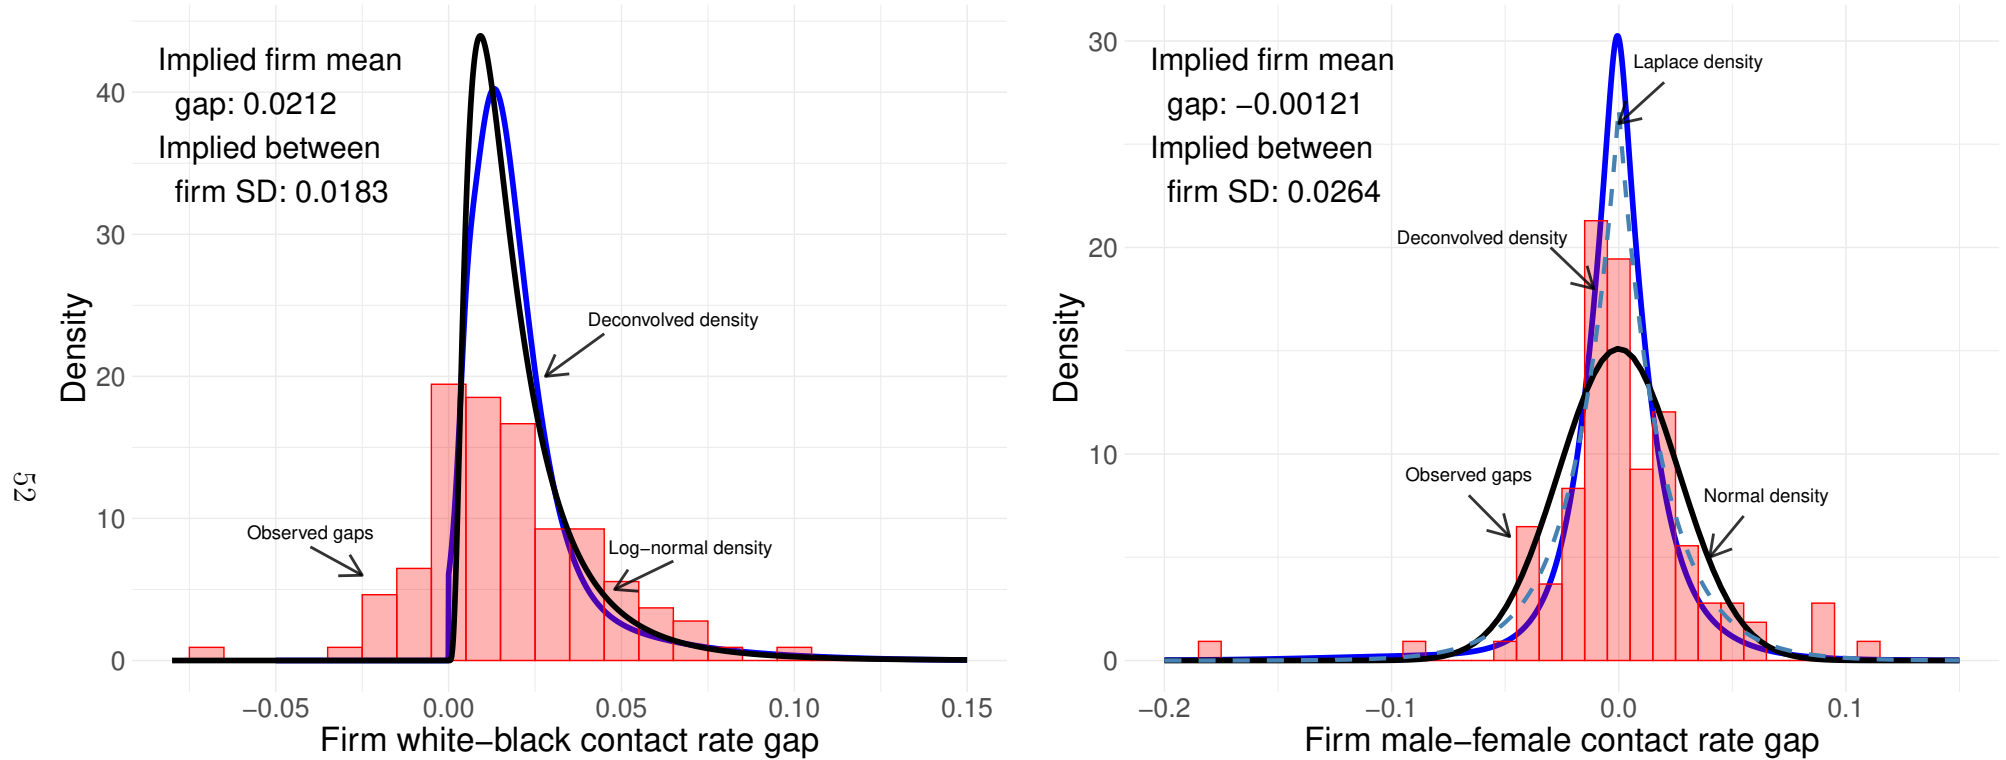 Implied firm mean
gap: 0.0212
Implied between
firm SD: 0.0183
Deconvolved density
Observed gaps
Log−normal density
Density
40
30
20
10
0
−0.05
0.00
0.05
0.10
0.15
Firm white−black contact rate gap
Implied firm mean
gap: −0.00121
Implied between
firm SD: 0.0264
Laplace density
Deconvolved density
Observed gaps
Normal density
Density
30
20
10
0
−0.2
−0.1
0.0
0.1
Firm male−female contact rate gap
52